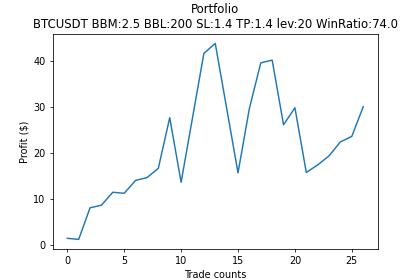 Portfolio
BTCUSDT BBM:2.5 BBL:200 SL:1.4 TP:1.4 lev:20 WinRatio:74.0
40
30
20
10
0
Profit ($)
0 5 10 15 20 25
Trade counts